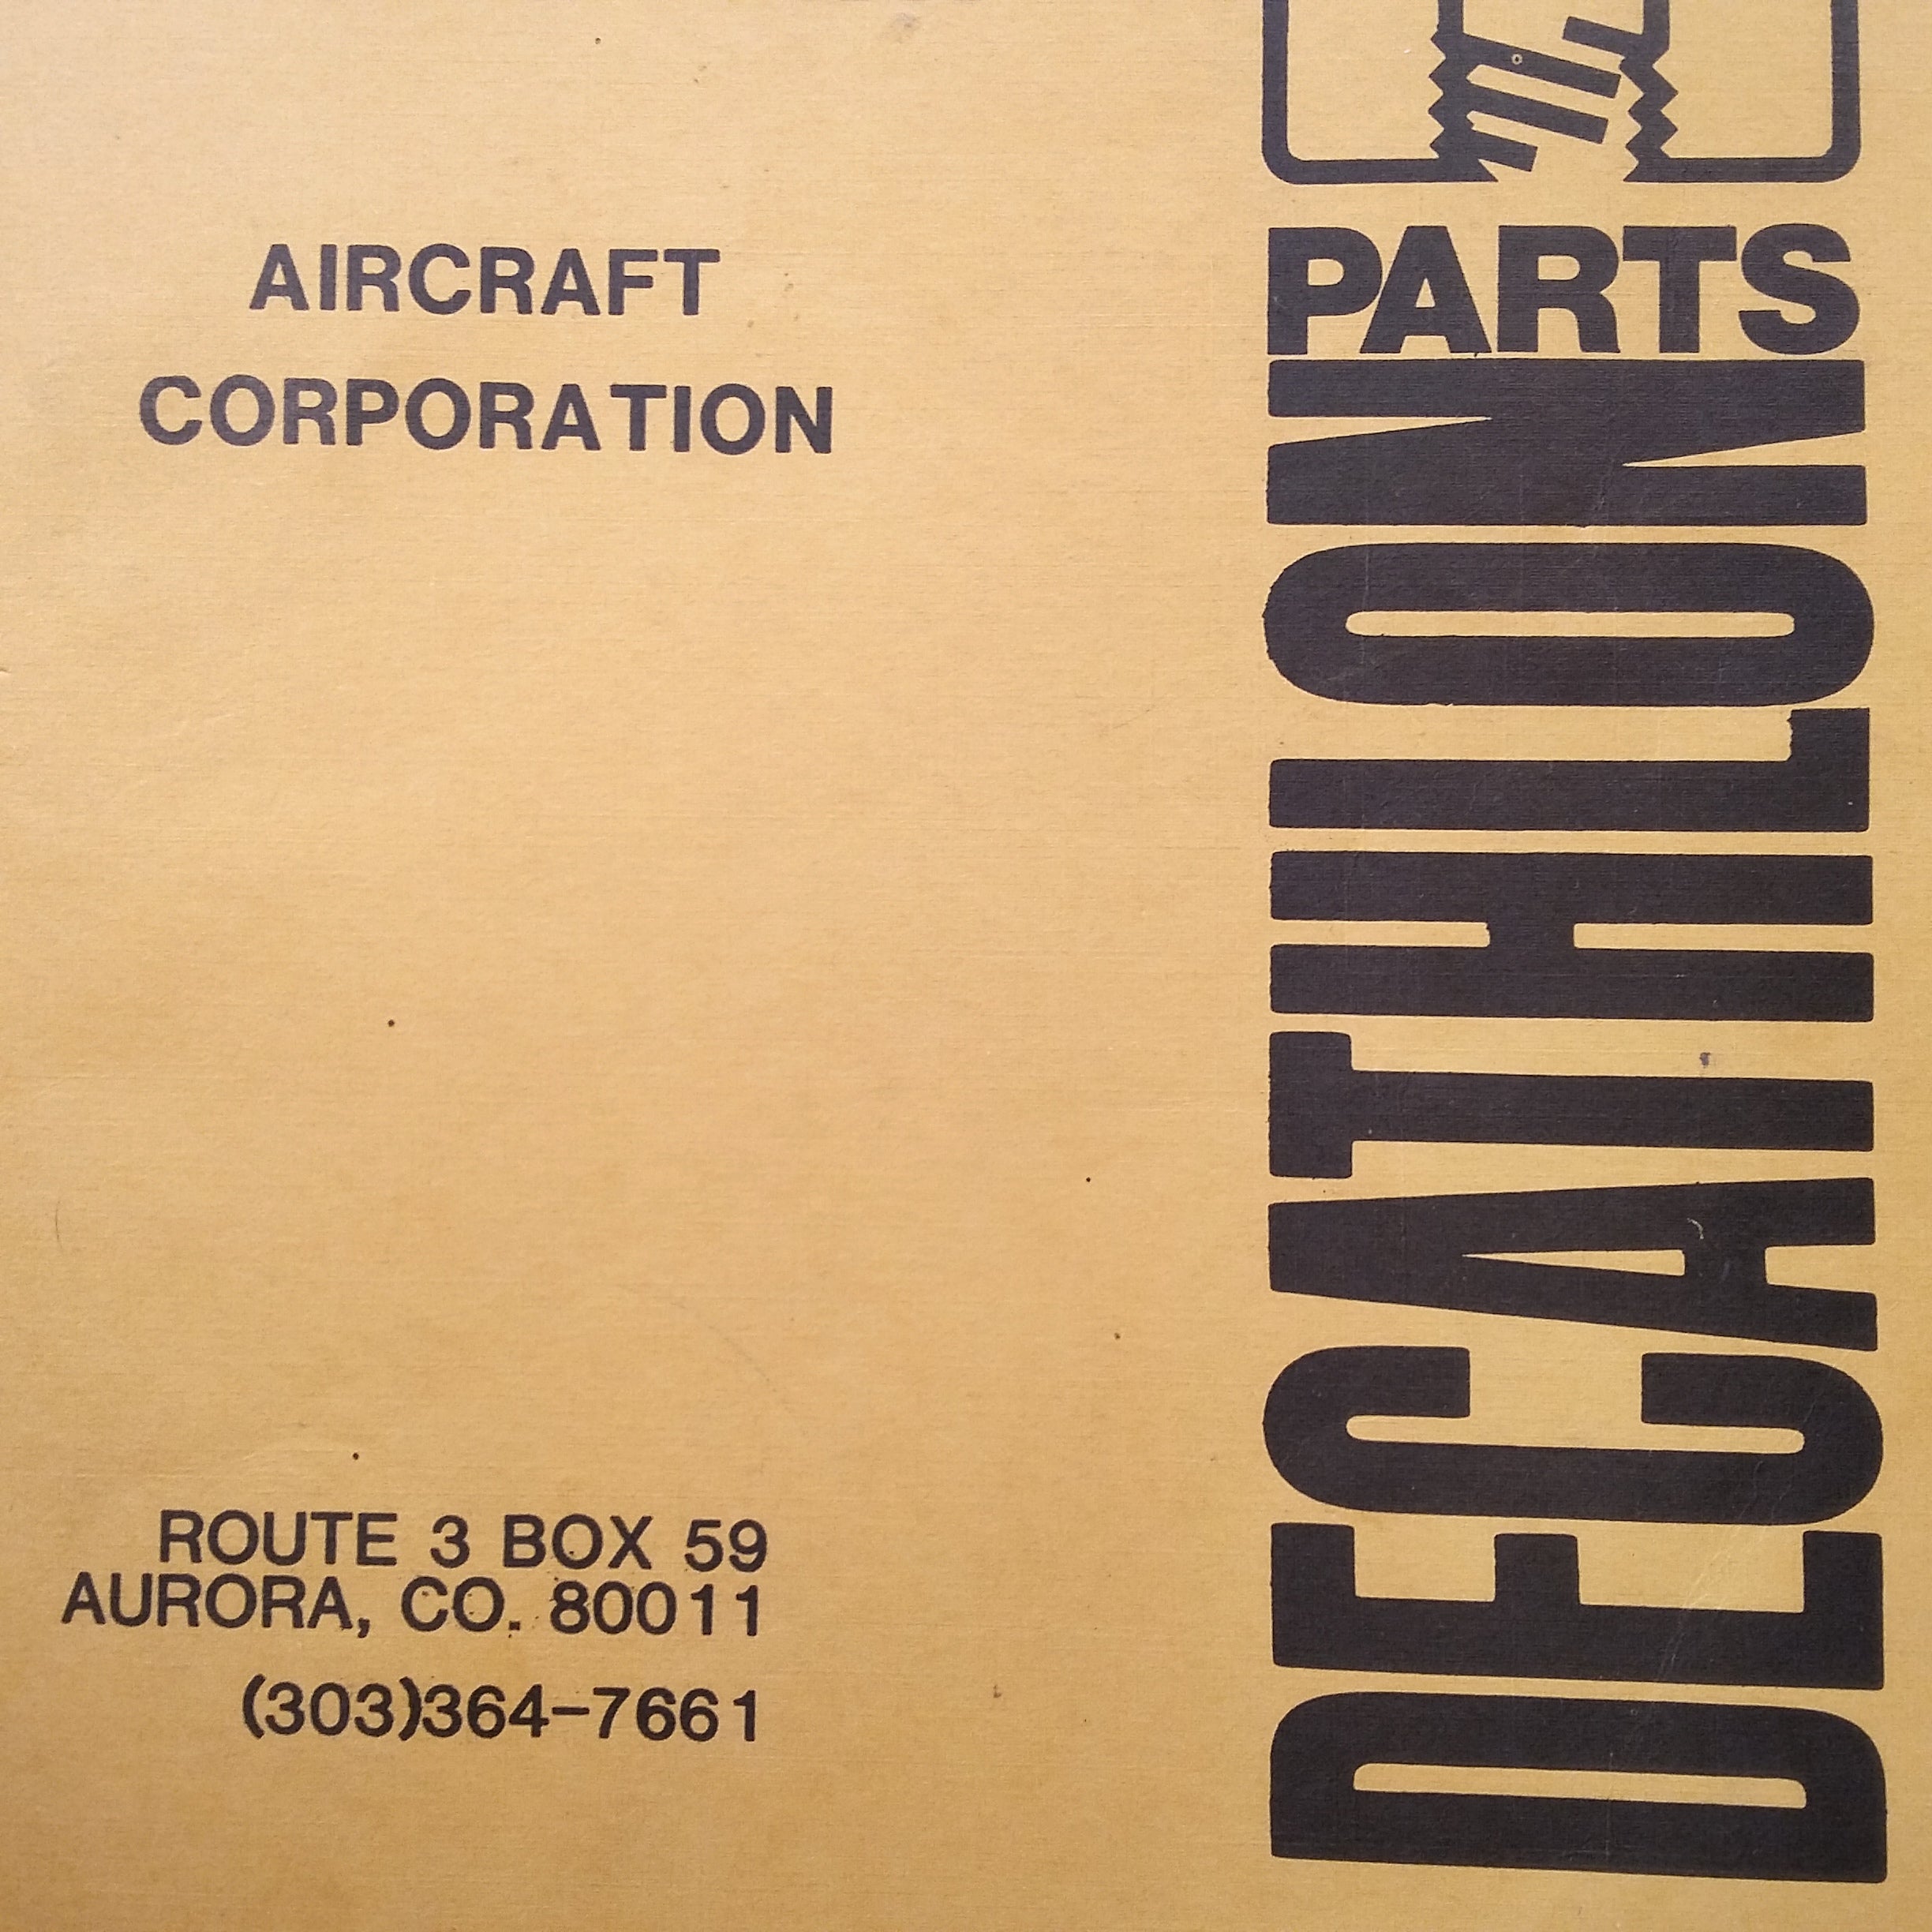 AIRCRAFT
CORPORATION
ROUTE 3 BOX 59
AURORA, CO. 80011
(303)364-7661
PARTS
DECATHLON